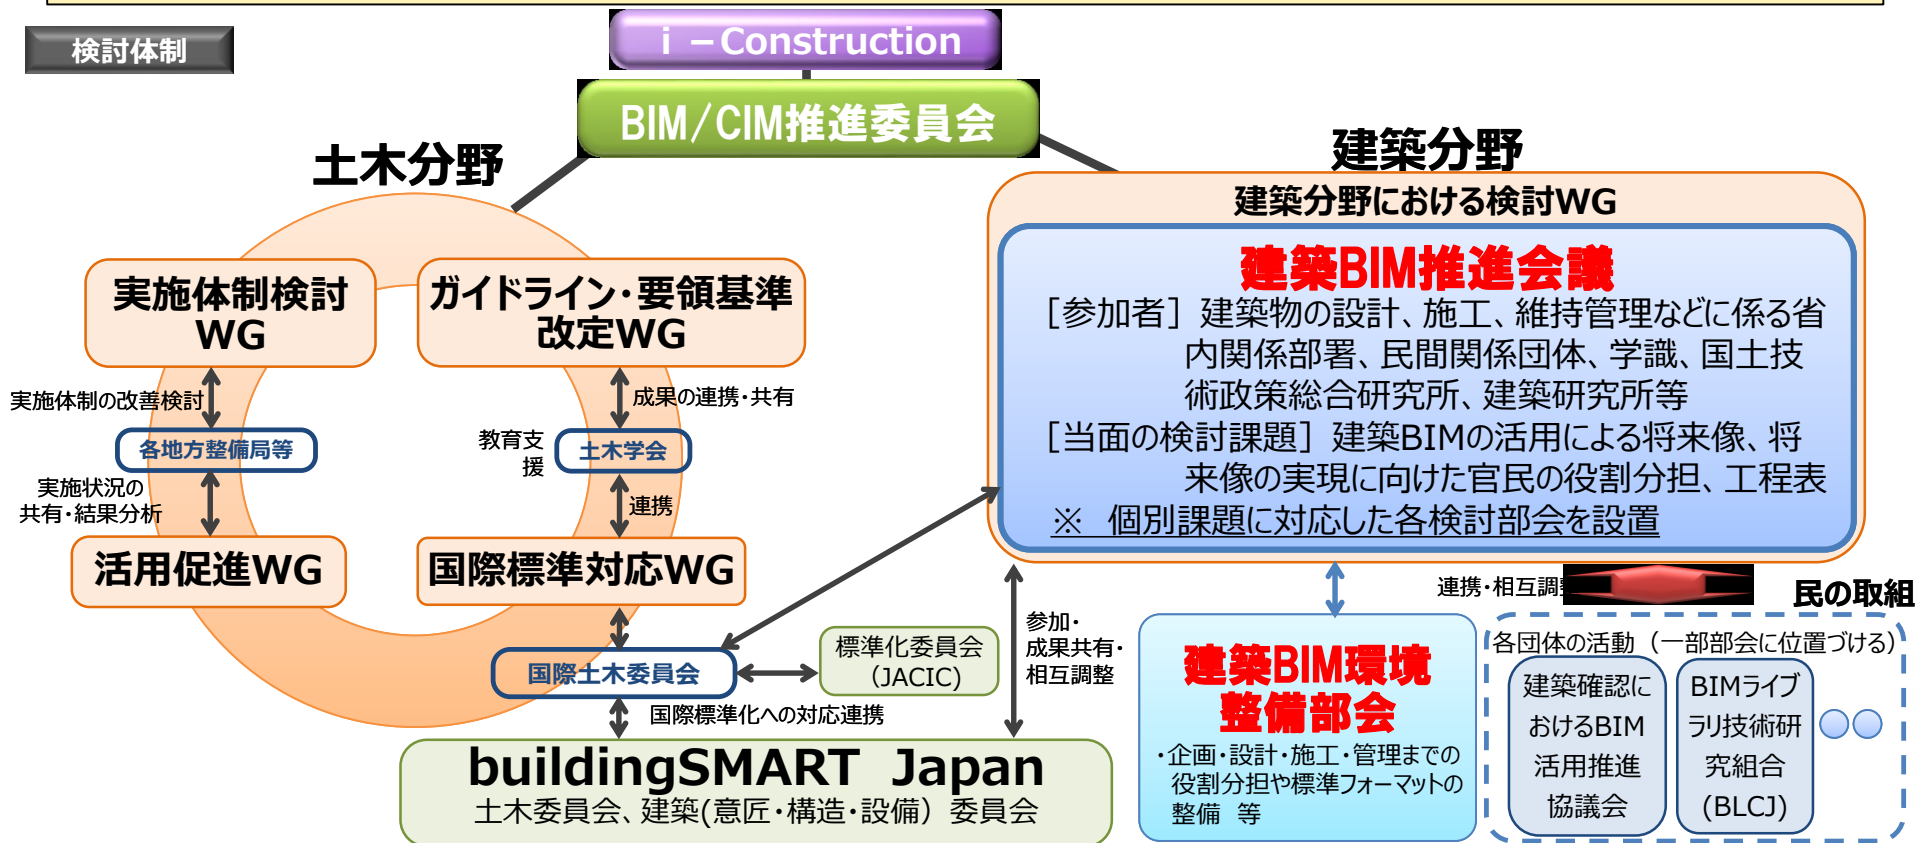 検討体制
ｉ－Construction
BIM/CIM推進委員会
土木分野
建築分野
実施体制検討
WG
ガイドライン・要領基準
改定WG
実施体制の改善検討
成果の連携・共有
各地方整備局等
教育支
援
土木学会
実施状況の
共有・結果分析
連携
活用促進WG
国際標準対応WG
国際土木委員会
標準化委員会
（JACIC）
国際標準化への対応連携
buildingSMART Japan
土木委員会、建築(意匠・構造・設備）委員会
参加・
成果共有・
相互調整
建築分野における検討WG
建築BIM推進会議
［参加者］建築物の設計、施工、維持管理などに係る省
内関係部署、民間関係団体、学識、国土技
術政策総合研究所、建築研究所等
［当面の検討課題］建築BIMの活用による将来像、将
来像の実現に向けた官民の役割分担、工程表
※ 個別課題に対応した各検討部会を設置
建築BIM環境
整備部会
・企画・設計・施工・管理までの
役割分担や標準フォーマットの
整備 等
連携・相互調
民の取組
各団体の活動（一部部会に位置づける）
建築確認に
おけるBIM
活用推進
協議会
BIMライブ
ラリ技術研
究組合
(BLCJ)